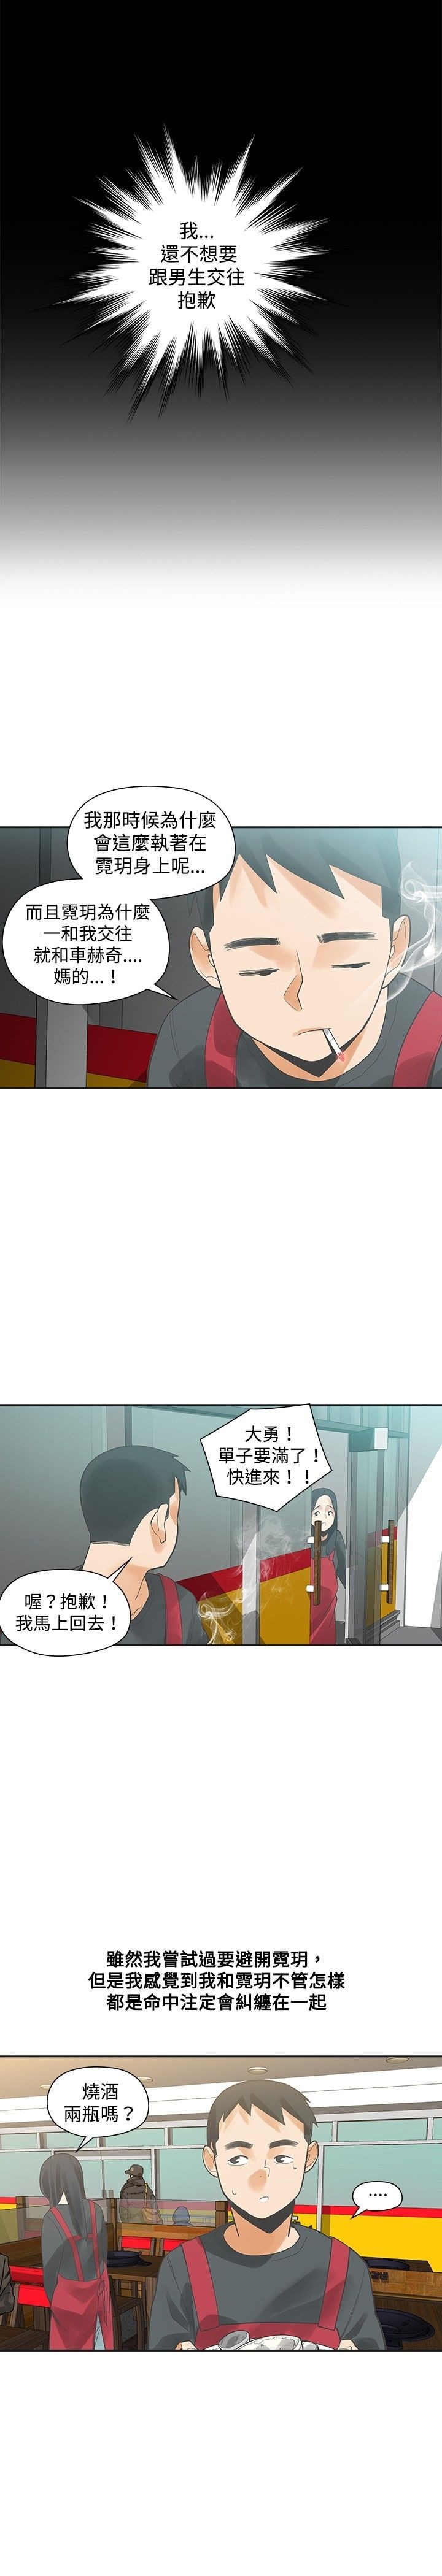 我...
還不想要
跟男生交往
抱歉
我那時候為什麼
會這麼執著在
霓玥身上呢...
而且霓玥為什麼
一和我交往
就和車赫奇....
媽的...！
大勇！
單子要滿了！
快進來！！
喔？抱歉！
我馬上回去！
雖然我嘗試過要避開霓玥，
但是我感覺到我和霓玥不管怎樣
都是命中注定會糾纏在一起
燒酒
兩瓶嗎？
....